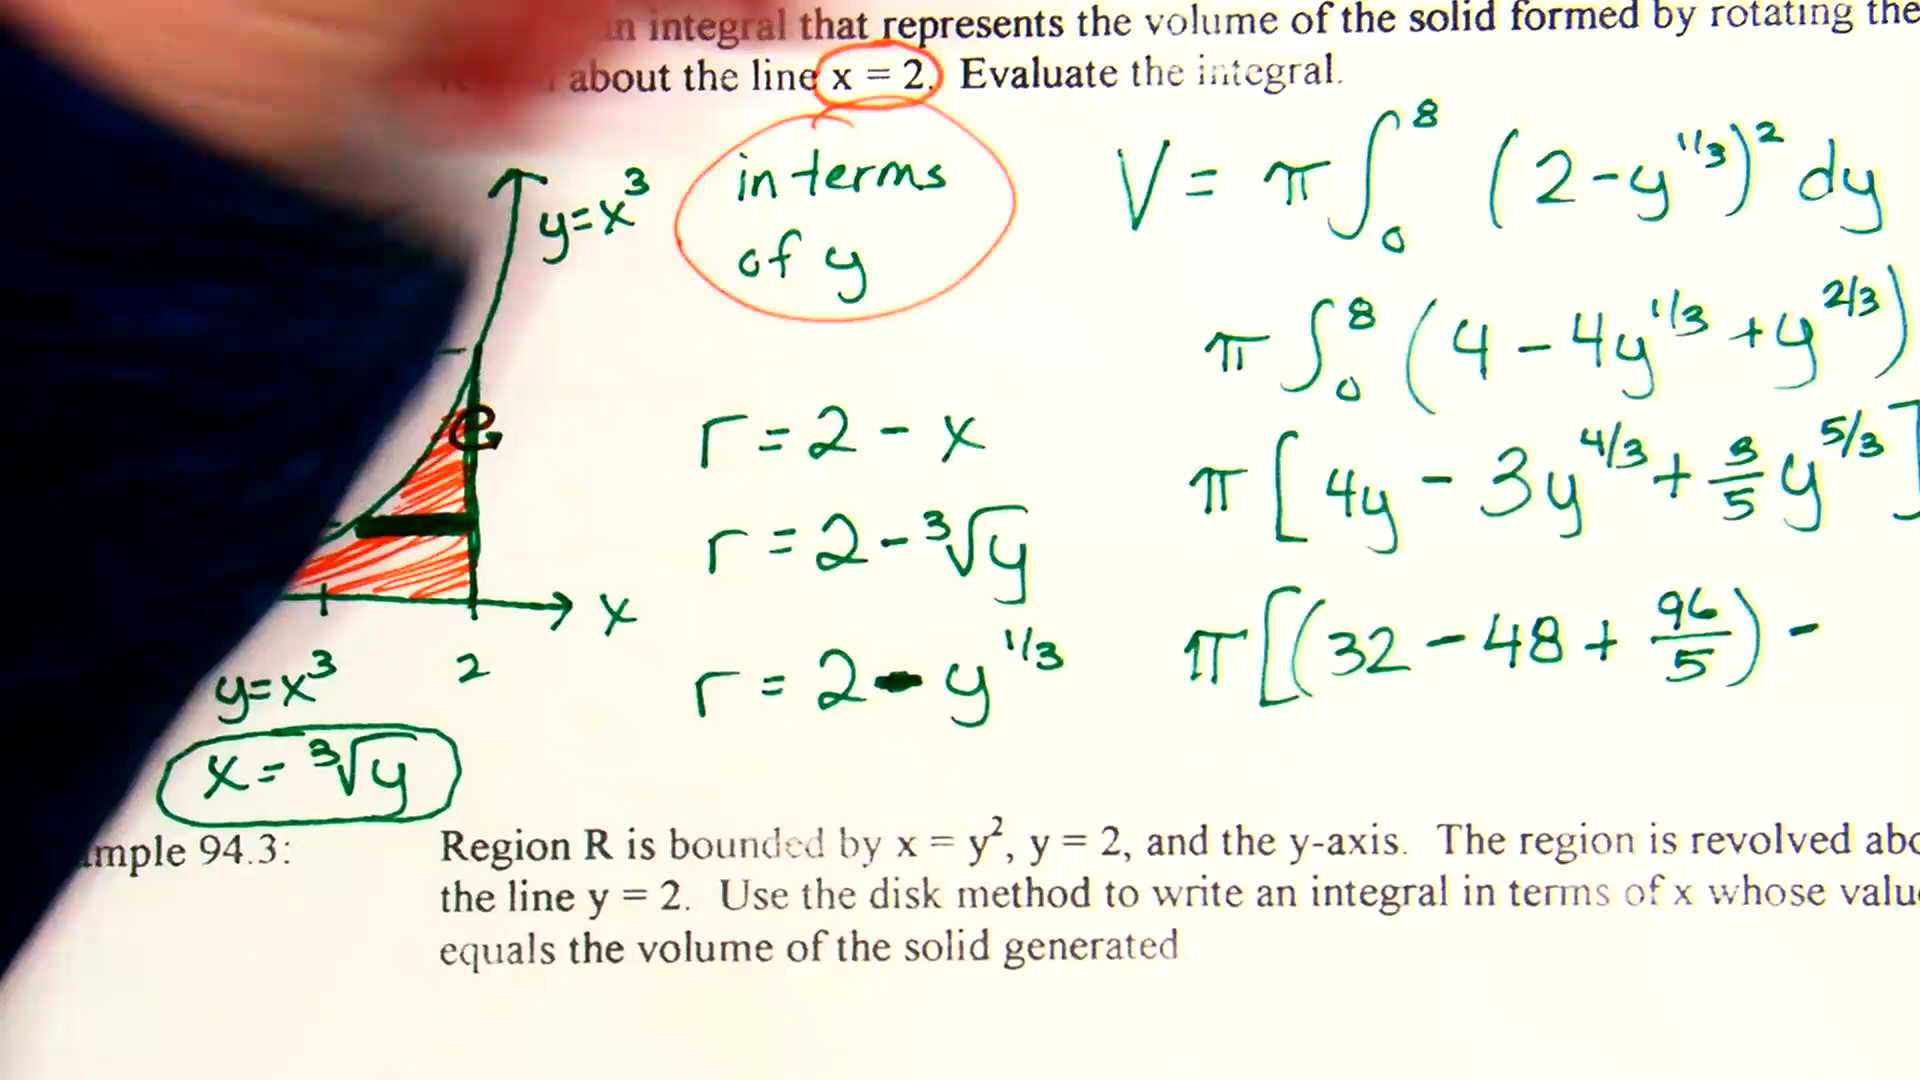 integral that represents the volume of the solid formed by rotating the
about the line x = 2. Evaluate the integral.
y=x³
in terms
of y
V = π∫₀⁸ (2-y^1/3)² dy
π∫₀⁸ (4 - 4y^1/3 + y^2/3)
r = 2 - x
π[4y - 3y^4/3 + 3/5 y^5/3]
r = 2 - ³√y
x
π[(32 - 48 + 96/5) -
r = 2 - y^1/3
2
y=x³
x = ³√y
94.3:
Region R is bounded by x = y², y = 2, and the y-axis. The region is revolved
the line y = 2. Use the disk method to write an integral in terms of x whose
equals the volume of the solid generated